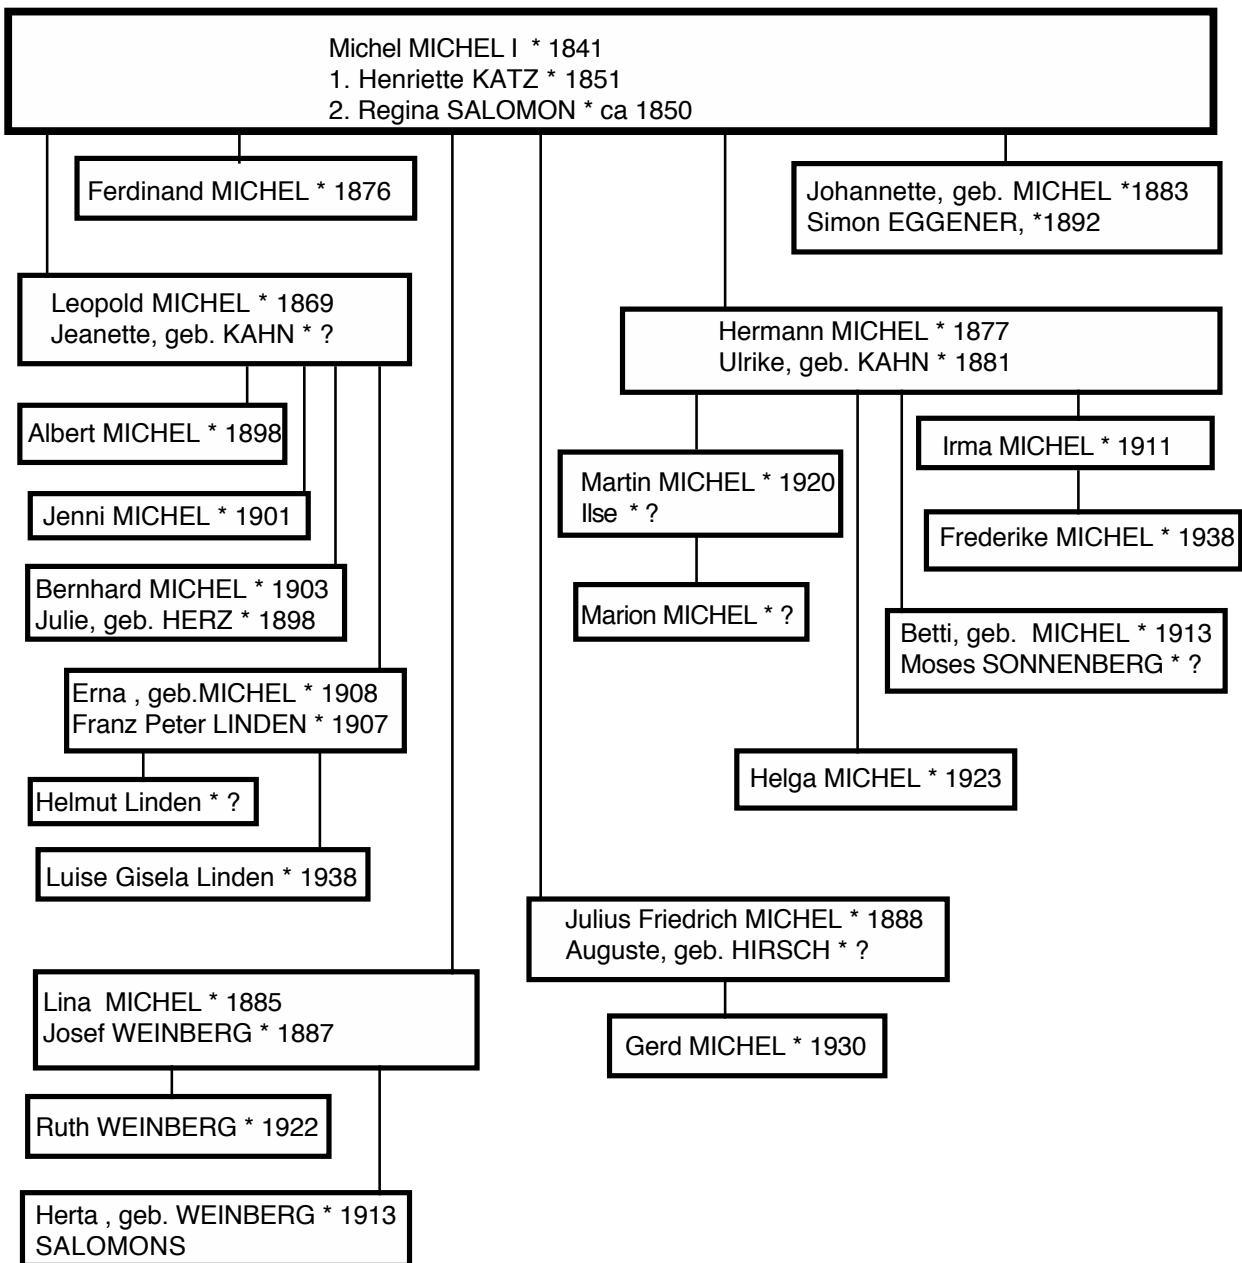 Michel MICHEL I * 1841
1. Henriette KATZ * 1851
2. Regina SALOMON * ca 1850
Ferdinand MICHEL * 1876
Johannette, geb. MICHEL *1883
Simon EGGENER, *1892
Leopold MICHEL * 1869
Jeanette, geb. KAHN * ?
Hermann MICHEL * 1877
Ulrike, geb. KAHN * 1881
Albert MICHEL * 1898
Irma MICHEL * 1911
Martin MICHEL * 1920
Ilse * ?
Jenni MICHEL * 1901
Frederike MICHEL * 1938
Bernhard MICHEL * 1903
Julie, geb. HERZ * 1898
Marion MICHEL * ?
Betti, geb. MICHEL * 1913
Moses SONNENBERG * ?
Erna , geb.MICHEL * 1908
Franz Peter LINDEN * 1907
Helga MICHEL * 1923
Helmut Linden * ?
Luise Gisela Linden * 1938
Julius Friedrich MICHEL * 1888
Auguste, geb. HIRSCH * ?
Lina MICHEL * 1885
Josef WEINBERG * 1887
Gerd MICHEL * 1930
Ruth WEINBERG * 1922
Herta , geb. WEINBERG * 1913
SALOMONS